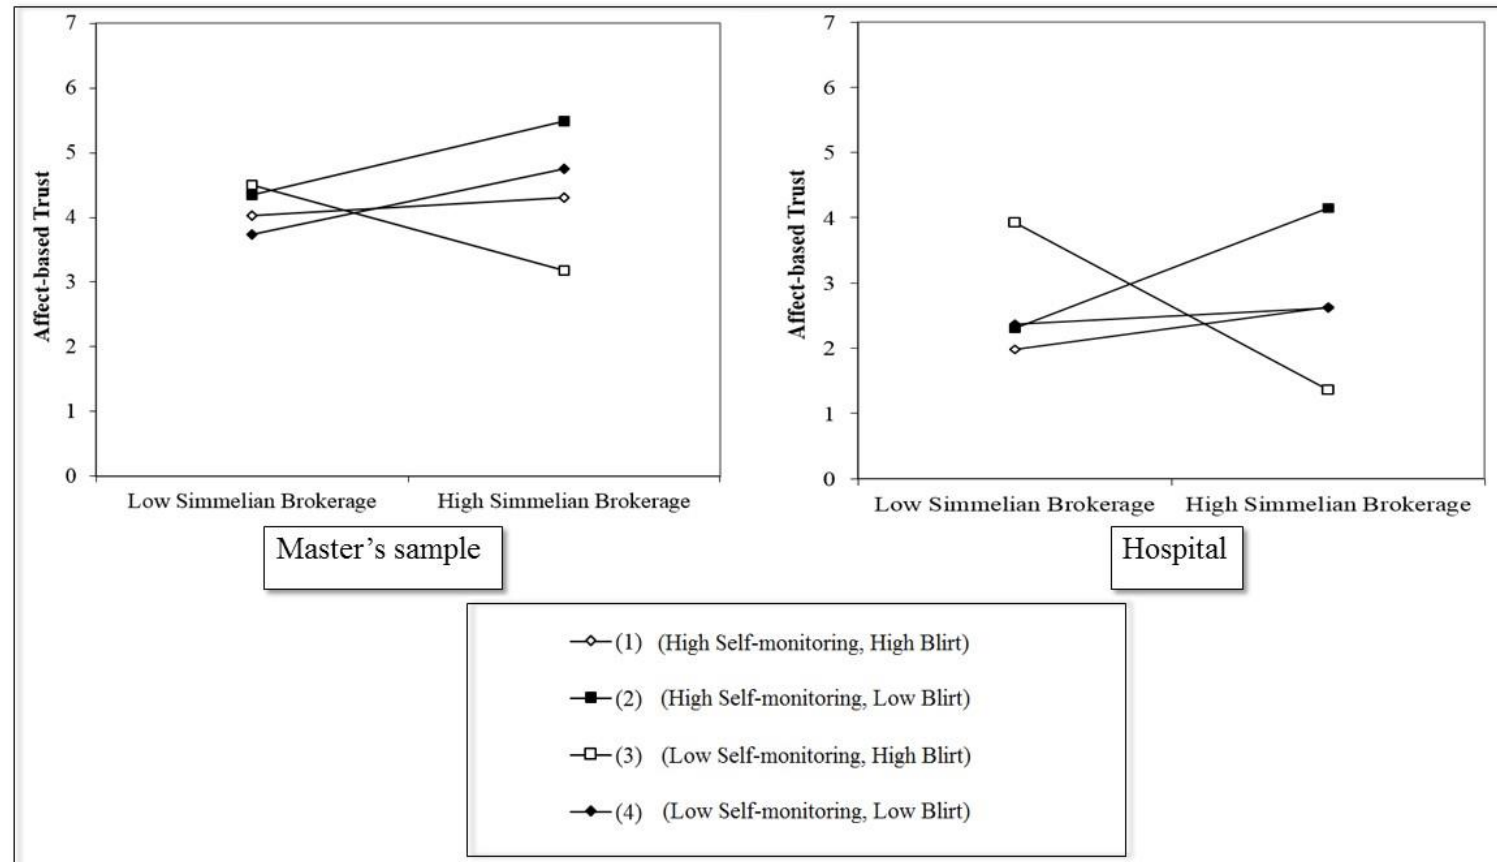 7
6
5
4
3
2
1
0
Affect-based Trust
Low Simmelian Brokerage High Simmelian Brokerage
Master’s sample
7
6
5
4
3
2
1
0
Affect-based Trust
Low Simmelian Brokerage High Simmelian Brokerage
Hospital
(1) (High Self-monitoring, High Blirt)
(2) (High Self-monitoring, Low Blirt)
(3) (Low Self-monitoring, High Blirt)
(4) (Low Self-monitoring, Low Blirt)